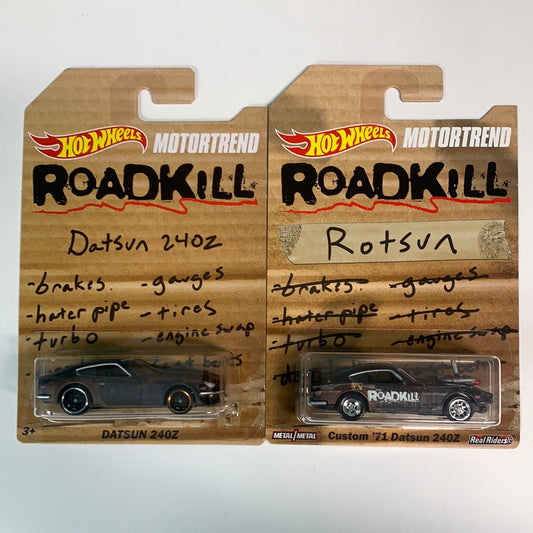 HOT WHEELS MOTORTREND
ROADKILL
Datsun 240Z
-brakes. -gauges
-hater pipe -tires
-turbo -engine swap
3+
DATSUN 240Z
HOT WHEELS MOTORTREND
ROADKILL
Rotsun
-brakes. -gauges
-hater pipe -tires
-turbo -engine swap
ROADKILL
METAL/METAL Custom '71 Datsun 240Z Real Riders